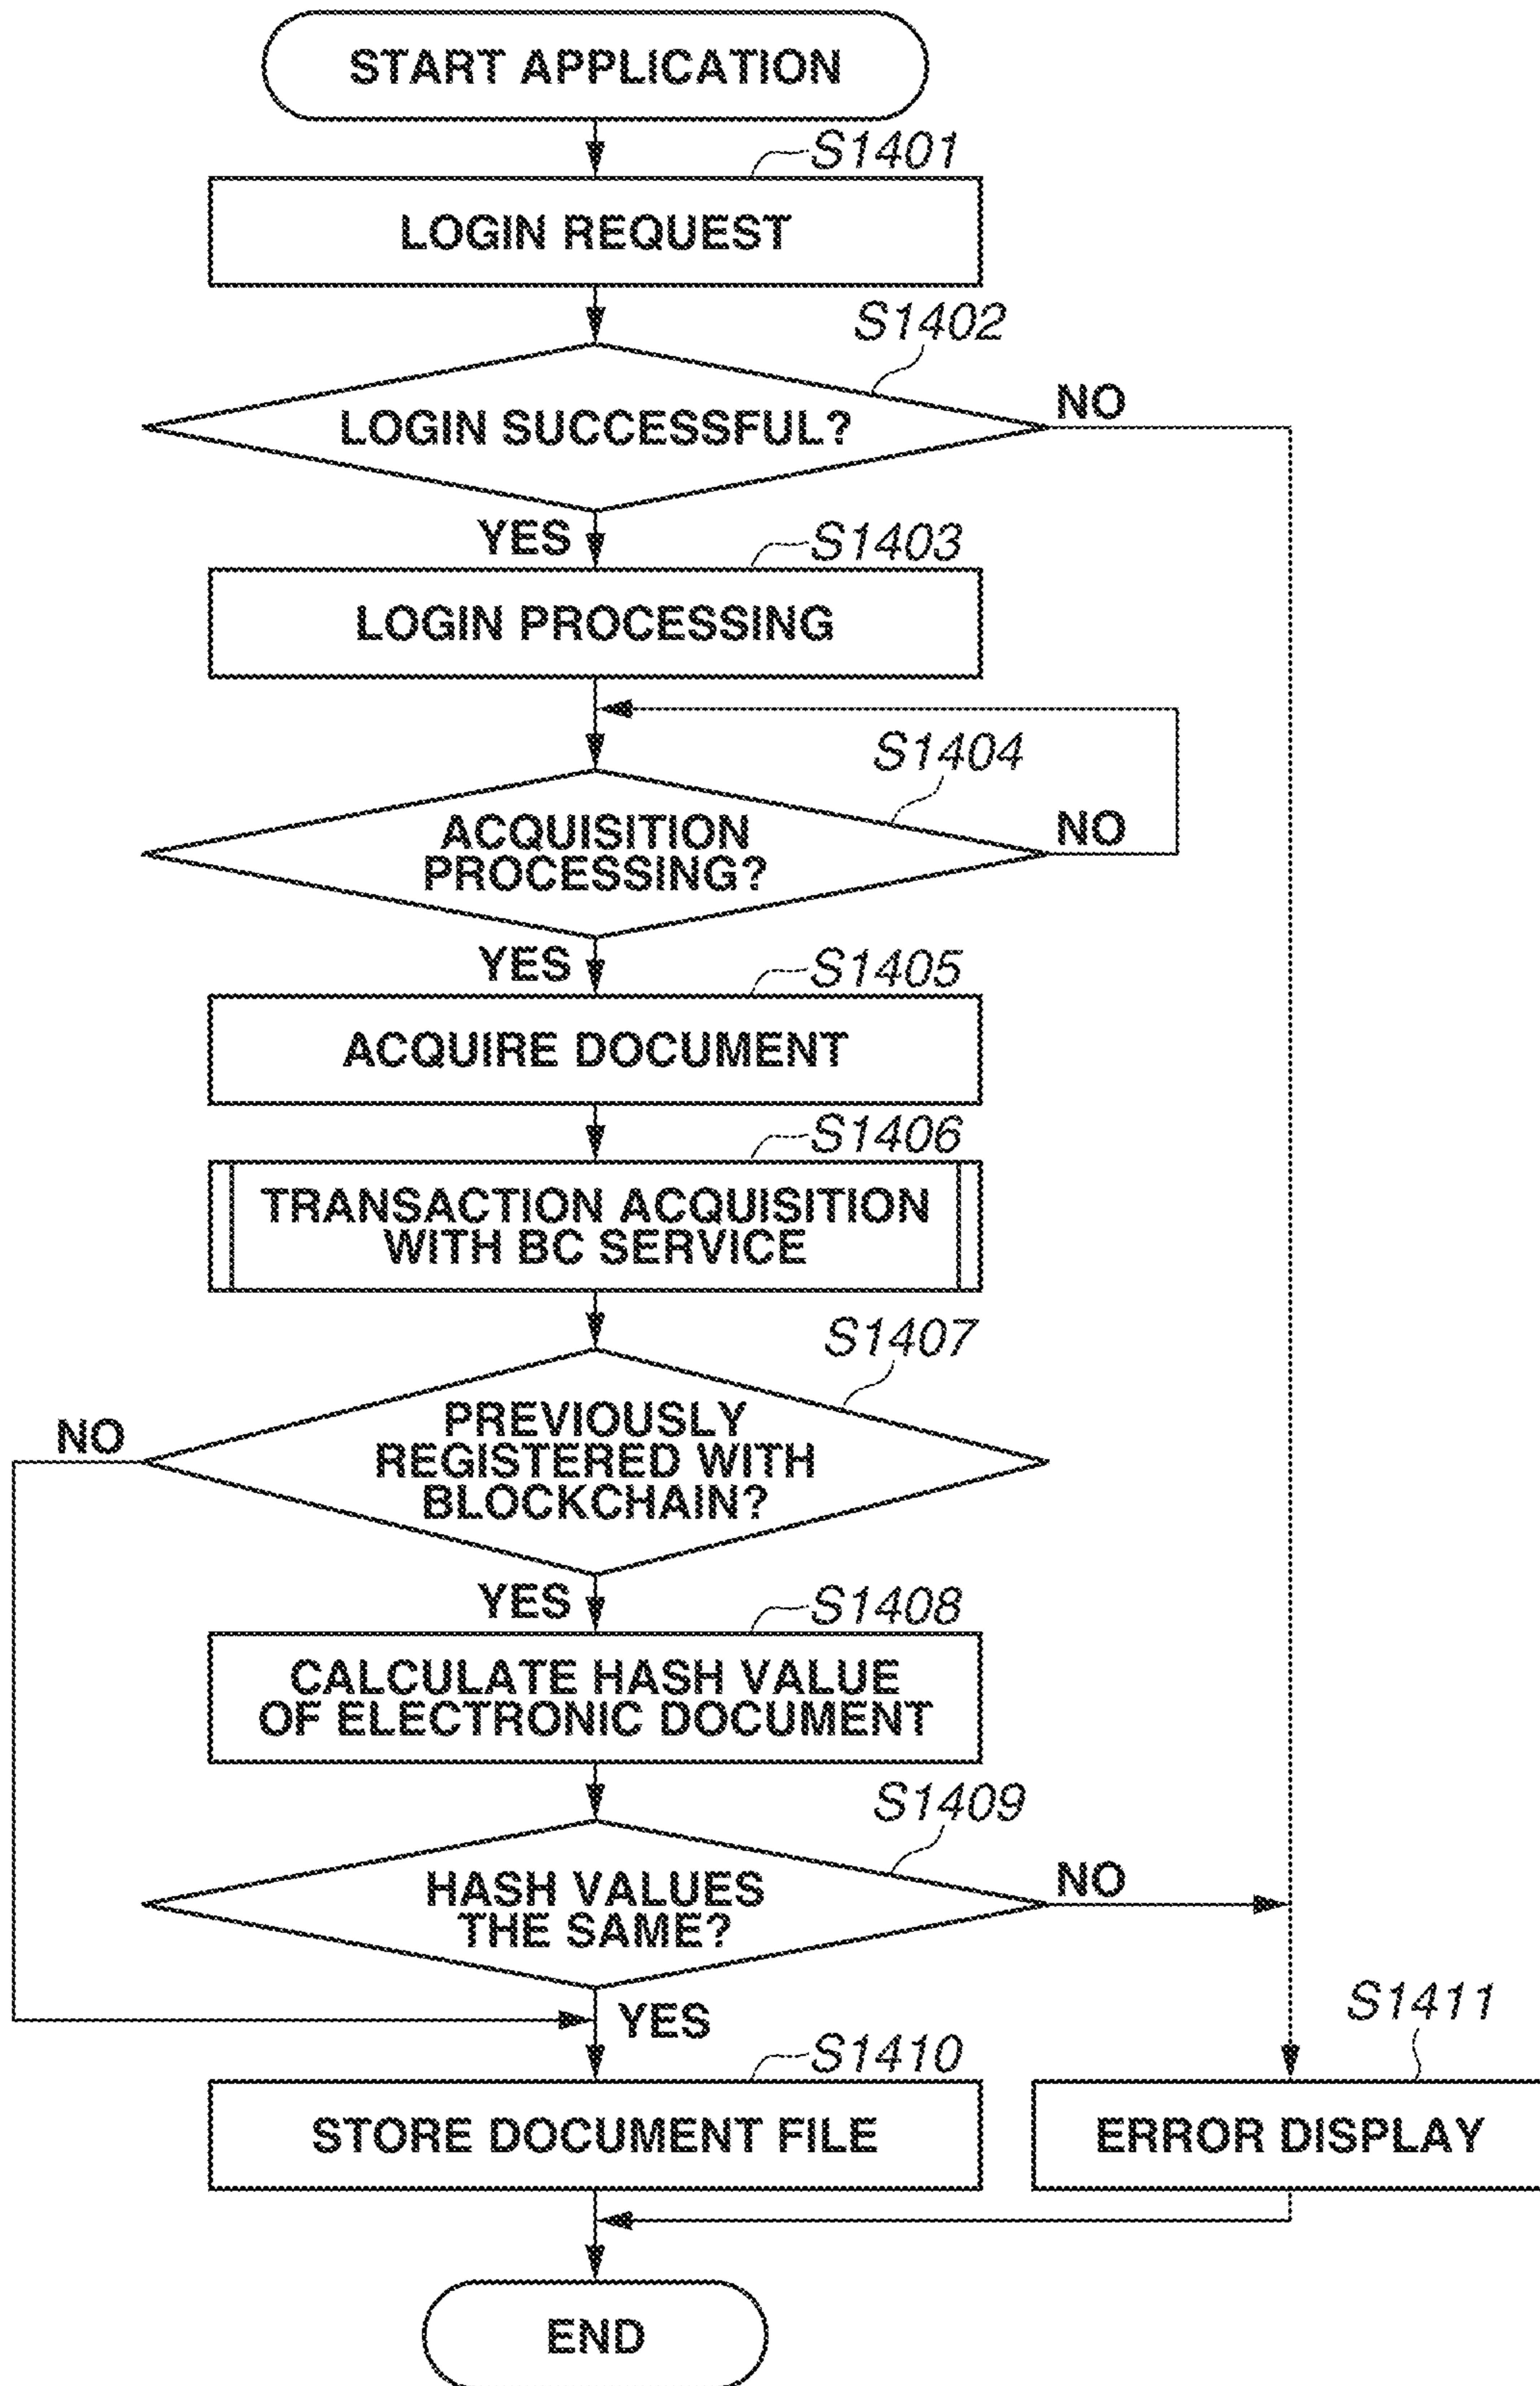 START APPLICATION
S1401
LOGIN REQUEST
S1402
LOGIN SUCCESSFUL?
NO
YES
S1403
LOGIN PROCESSING
S1404
ACQUISITION
PROCESSING?
NO
YES
S1405
ACQUIRE DOCUMENT
S1406
TRANSACTION ACQUISITION
WITH BC SERVICE
S1407
PREVIOUSLY
REGISTERED WITH
BLOCKCHAIN?
NO
YES
S1408
CALCULATE HASH VALUE
OF ELECTRONIC DOCUMENT
S1409
HASH VALUES
THE SAME?
NO
YES
S1410
STORE DOCUMENT FILE
S1411
ERROR DISPLAY
END